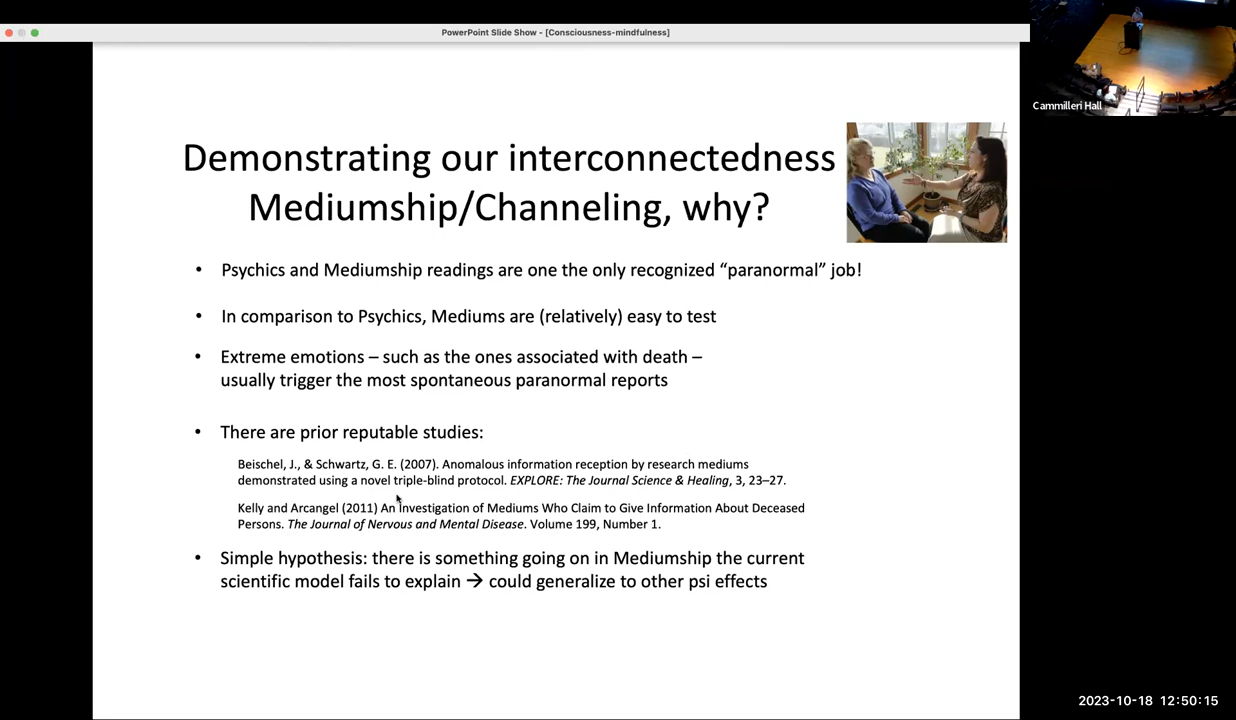 PowerPoint Slide Show - [Consciousness-mindfulness]
Cammilleri Hall
Demonstrating our interconnectedness
Mediumship/Channeling, why?
• Psychics and Mediumship readings are one the only recognized “paranormal” job!
• In comparison to Psychics, Mediums are (relatively) easy to test
• Extreme emotions – such as the ones associated with death –
usually trigger the most spontaneous paranormal reports
• There are prior reputable studies:
Beischel, J., & Schwartz, G. E. (2007). Anomalous information reception by research mediums
demonstrated using a novel triple-blind protocol. EXPLORE: The Journal Science & Healing, 3, 23–27.
Kelly and Arcangel (2011) An Investigation of Mediums Who Claim to Give Information About Deceased
Persons. The Journal of Nervous and Mental Disease. Volume 199, Number 1.
• Simple hypothesis: there is something going on in Mediumship the current
scientific model fails to explain → could generalize to other psi effects
2023-10-18 12:50:15